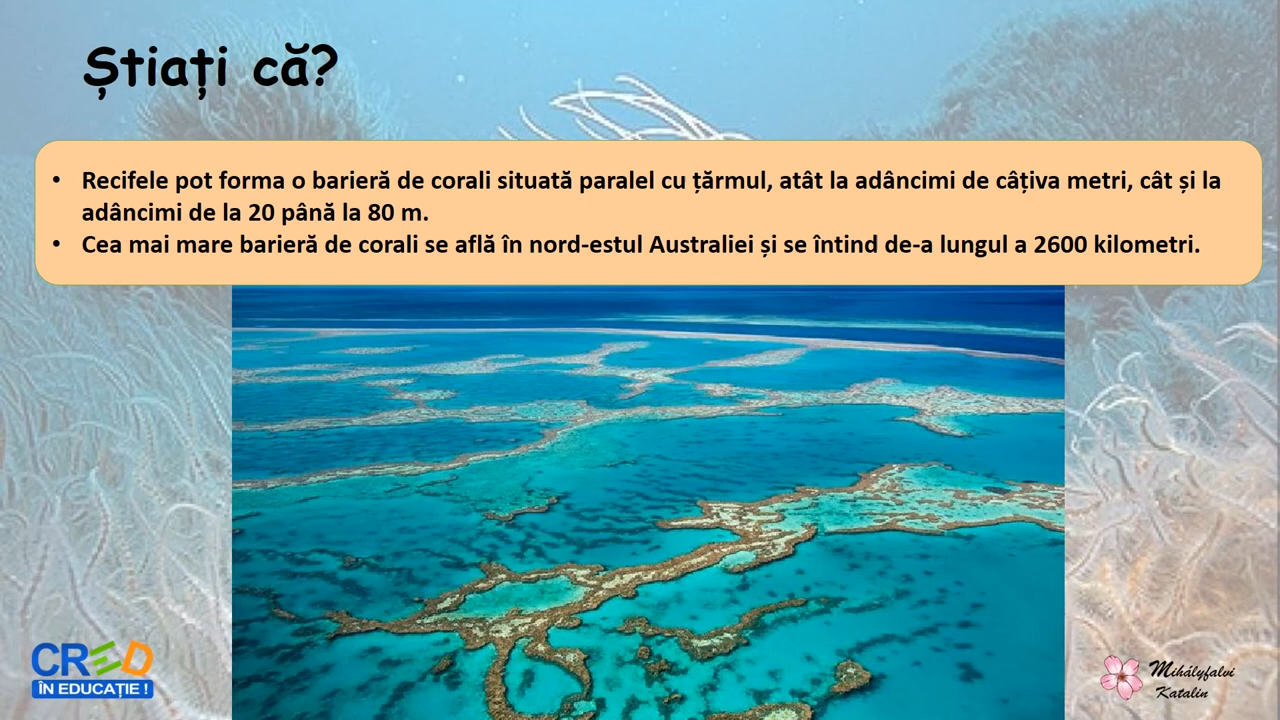 Știați că?
• Recifele pot forma o barieră de corali situată paralel cu țărmul, atât la adâncimi de câțiva metri, cât și la
adâncimi de la 20 până la 80 m.
• Cea mai mare barieră de corali se află în nord-estul Australiei și se întind de-a lungul a 2600 kilometri.
CRED
ÎN EDUCAȚIE !
Mihályfalvi
Katalin